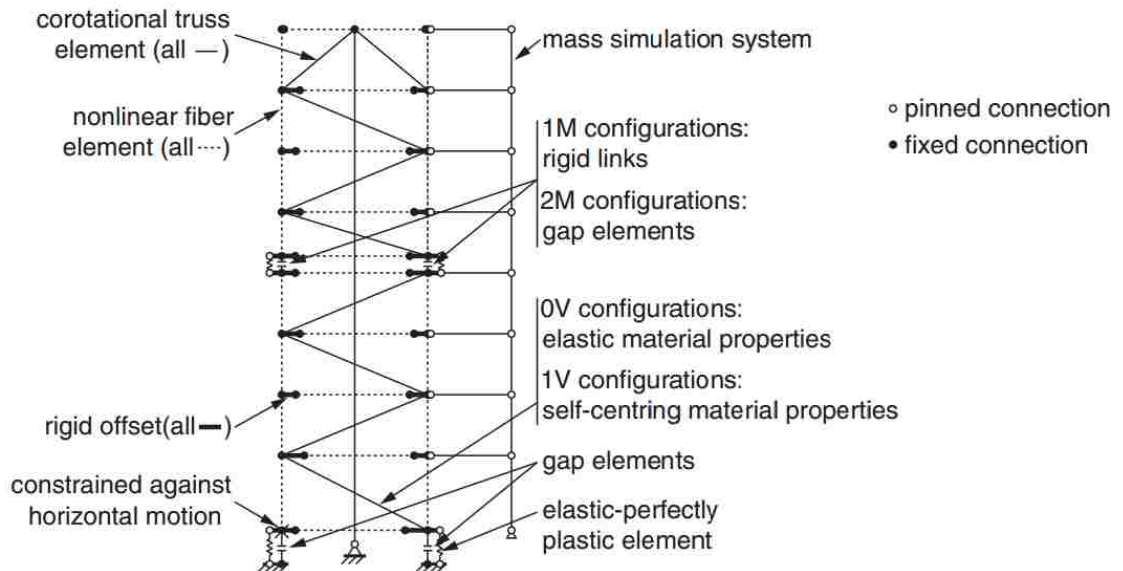 corotational truss
element (all —)
mass simulation system
nonlinear fiber
element (all ----)
1M configurations:
rigid links
2M configurations:
gap elements
○ pinned connection
● fixed connection
0V configurations:
elastic material properties
1V configurations:
self-centring material properties
rigid offset(all —)
gap elements
constrained against
horizontal motion
elastic-perfectly
plastic element